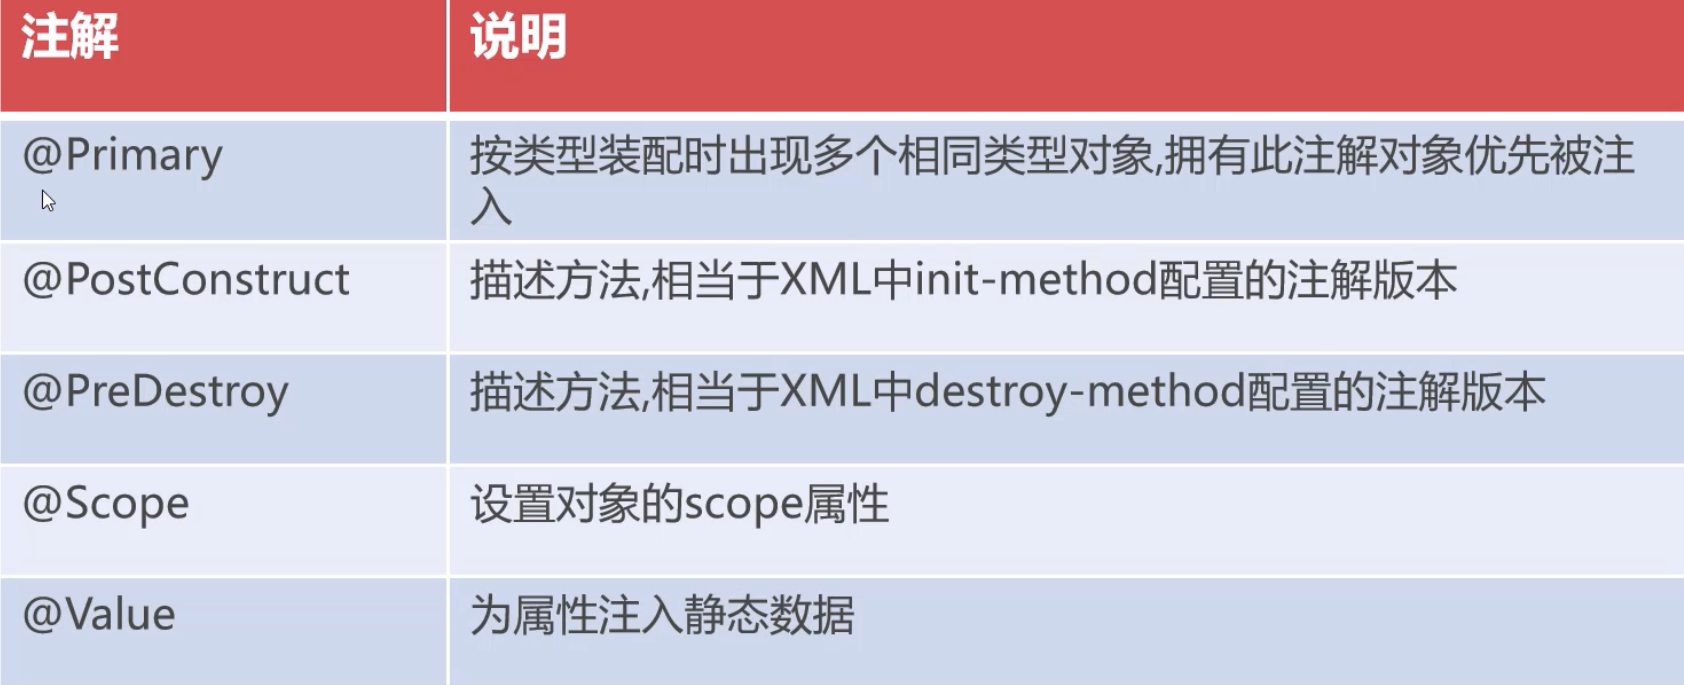 注解
说明
@Primary
按类型装配时出现多个相同类型对象,拥有此注解对象优先被注
入
@PostConstruct
描述方法,相当于XML中init-method配置的注解版本
@PreDestroy
描述方法,相当于XML中destroy-method配置的注解版本
@Scope
设置对象的scope属性
@Value
为属性注入静态数据